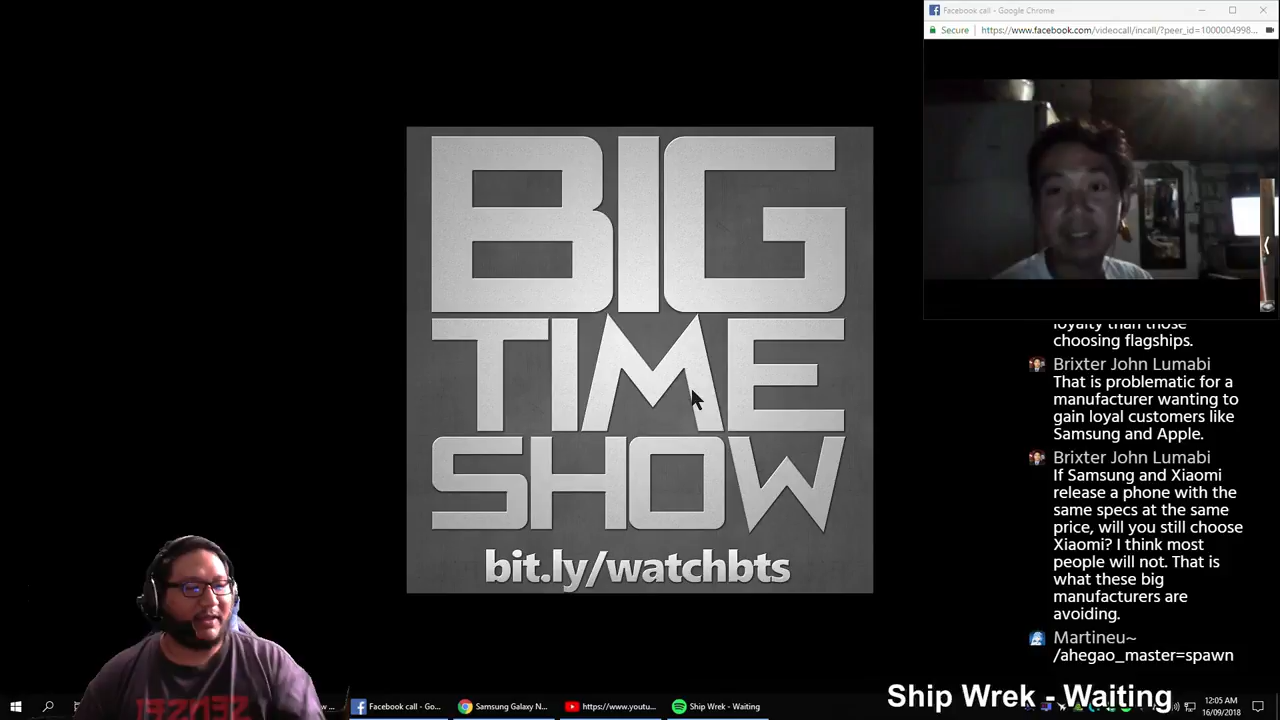 Facebook call - Google Chrome
Secure
https://www.facebook.com/videocall/incall/?peer_id=1000004998...
BIG
TIME
SHOW
bit.ly/watchbts
loyalty than those
choosing flagships.
Brixter John Lumabi
That is problematic for a
manufacturer wanting to
gain loyal customers like
Samsung and Apple.
Brixter John Lumabi
If Samsung and Xiaomi
release a phone with the
same specs at the same
price, will you still choose
Xiaomi? I think most
people will not. That is
what these big
manufacturers are
avoiding.
Martineu~
/ahegao_master=spawn
Ship Wrek - Waiting
Facebook call - Go...
Samsung Galaxy N...
https://www.youtu...
Ship Wrek - Waiting
12:05 AM
16/09/2018